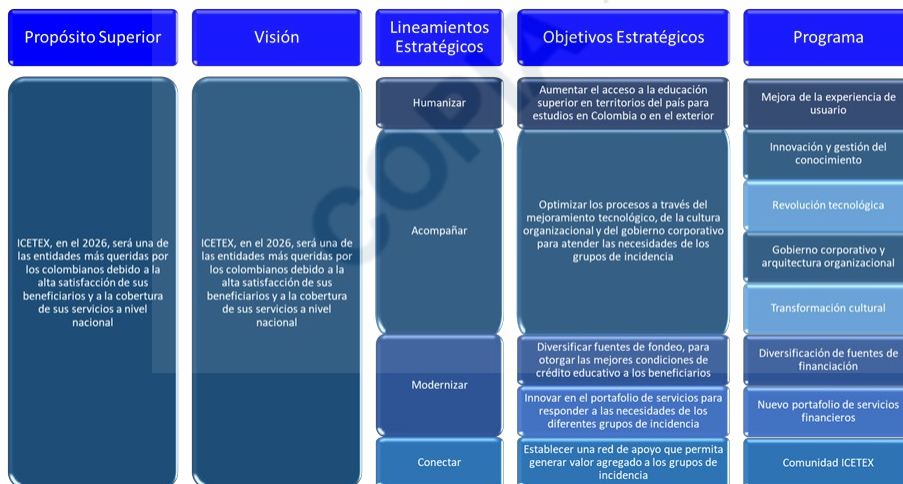 Propósito Superior
Visión
Lineamientos
Estratégicos
Objetivos Estratégicos
Programa
ICETEX, en el 2026, será una de
las entidades más queridas por
los colombianos debido a la
alta satisfacción de sus
beneficiarios y a la cobertura
de sus servicios a nivel
nacional
ICETEX, en el 2026, será una de
las entidades más queridas por
los colombianos debido a la
alta satisfacción de sus
beneficiarios y a la cobertura
de sus servicios a nivel
nacional
Humanizar
Aumentar el acceso a la educación
superior en territorios del país para
estudios en Colombia o en el exterior
Mejora de la experiencia de
usuario
Acompañar
Optimizar los procesos a través del
mejoramiento tecnológico, de la cultura
organizacional y del gobierno corporativo
para atender las necesidades de los
grupos de incidencia
Innovación y gestión del
conocimiento
Revolución tecnológica
Gobierno corporativo y
arquitectura organizacional
Transformación cultural
Modernizar
Diversificar fuentes de fondeo, para
otorgar las mejores condiciones de
crédito educativo a los beneficiarios
Diversificación de fuentes de
financiación
Innovar en el portafolio de servicios para
responder a las necesidades de los
diferentes grupos de incidencia
Nuevo portafolio de servicios
financieros
Conectar
Establecer una red de apoyo que permita
generar valor agregado a los grupos de
incidencia
Comunidad ICETEX
COPIA